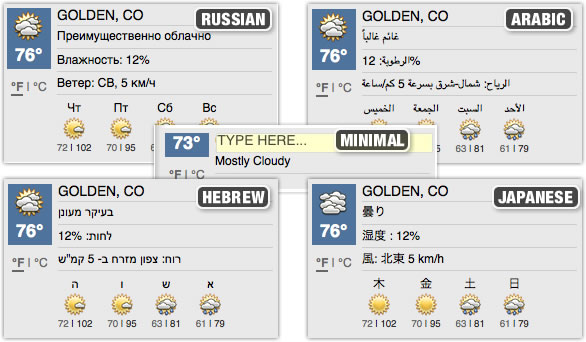 GOLDEN, CO
RUSSIAN
76°
Преимущественно облачно
Влажность: 12%
Ветер: СВ, 5 км/ч
°F | °C
Чт Пт Сб Вс
72 | 102 70 | 95
GOLDEN, CO
ARABIC
76°
غائم غالباً
%الرطوبة: 12
الرياح: شمال-شرق بسرعة 5 كم/ساعة
°F | °C
الأحد السبت الجمعة الخميس
63 | 81 61 | 79
73°
TYPE HERE...
MINIMAL
Mostly Cloudy
°F | °C
GOLDEN, CO
HEBREW
76°
בעיקר מעונן
לחות: 12%
רוח: צפון מזרח ב- 5 קמ"ש
°F | °C
ה ו ש א
72 | 102 70 | 95 63 | 81 61 | 79
GOLDEN, CO
JAPANESE
76°
曇り
湿度 : 12%
風: 北東 5 km/h
°F | °C
木 金 土 日
72 | 102 70 | 95 63 | 81 61 | 79